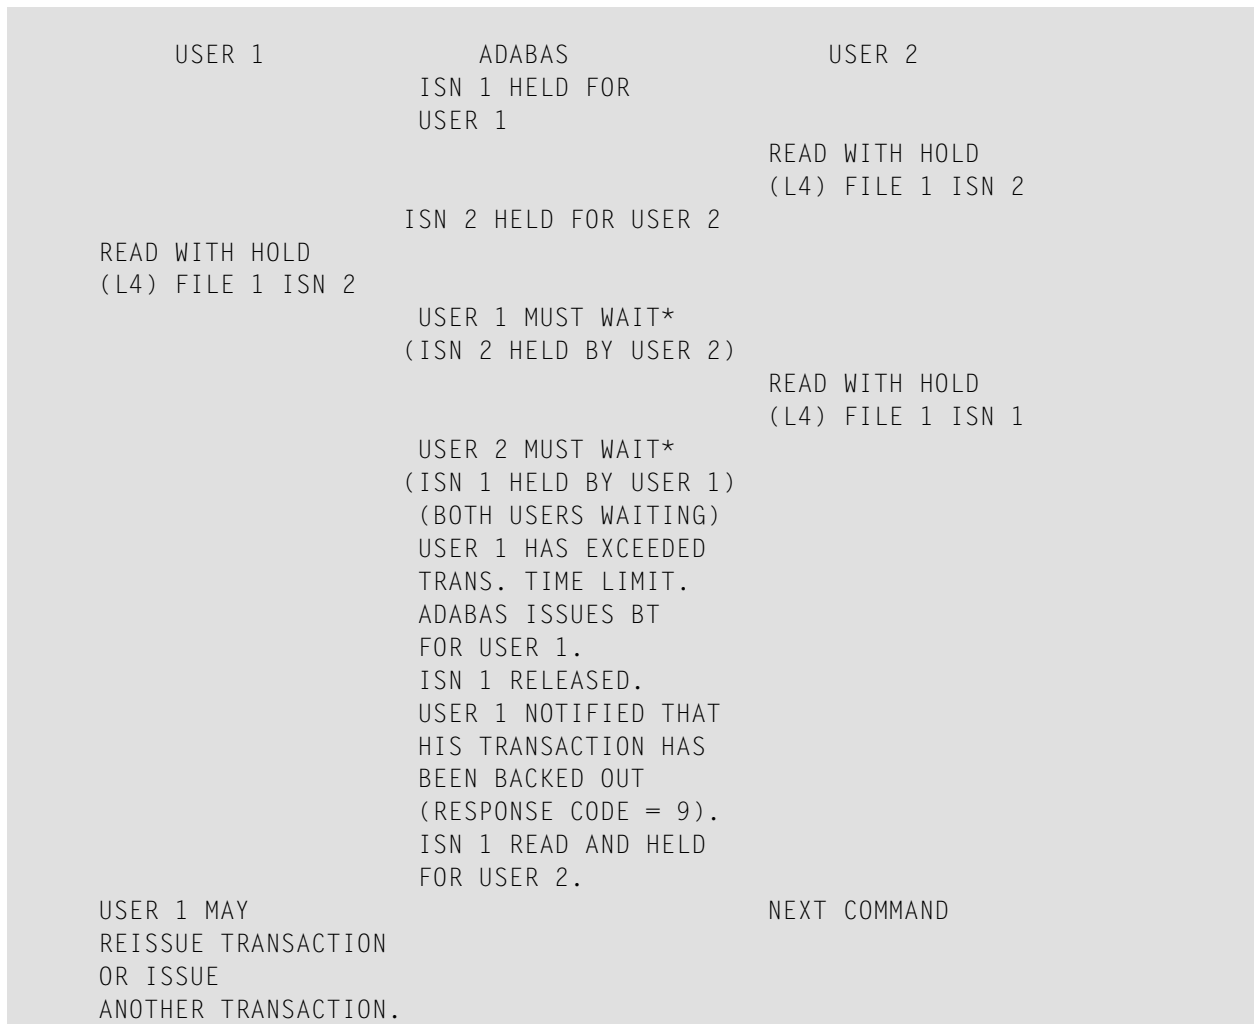 USER 1 ADABAS USER 2
ISN 1 HELD FOR
USER 1
READ WITH HOLD
(L4) FILE 1 ISN 2
ISN 2 HELD FOR USER 2
READ WITH HOLD
(L4) FILE 1 ISN 2
USER 1 MUST WAIT*
(ISN 2 HELD BY USER 2)
READ WITH HOLD
(L4) FILE 1 ISN 1
USER 2 MUST WAIT*
(ISN 1 HELD BY USER 1)
(BOTH USERS WAITING)
USER 1 HAS EXCEEDED
TRANS. TIME LIMIT.
ADABAS ISSUES BT
FOR USER 1.
ISN 1 RELEASED.
USER 1 NOTIFIED THAT
HIS TRANSACTION HAS
BEEN BACKED OUT
(RESPONSE CODE = 9).
ISN 1 READ AND HELD
FOR USER 2.
USER 1 MAY NEXT COMMAND
REISSUE TRANSACTION
OR ISSUE
ANOTHER TRANSACTION.